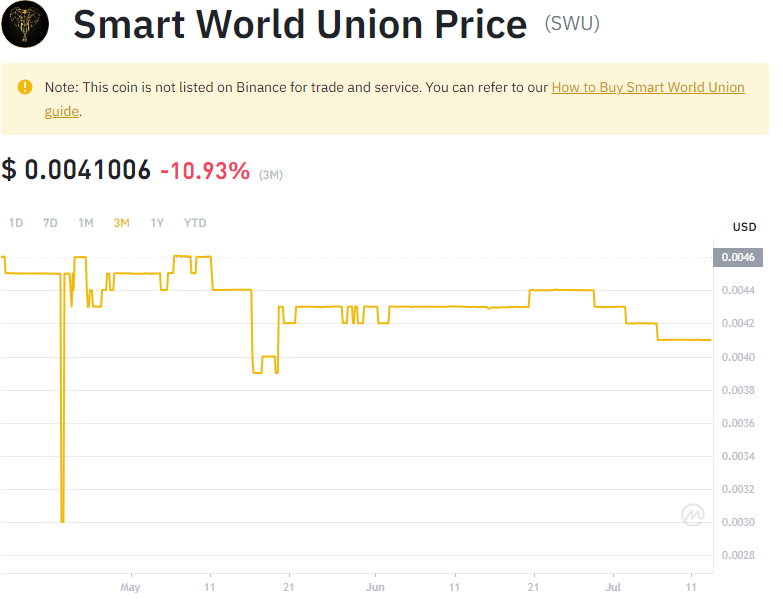 Smart World Union Price (SWU)
Note: This coin is not listed on Binance for trade and service. You can refer to our How to Buy Smart World Union
guide.
$ 0.0041006 -10.93% (3M)
1D 7D 1M 3M 1Y YTD
USD
0.0046
0.0044
0.0042
0.0040
0.0038
0.0036
0.0034
0.0032
0.0030
0.0028
May 11 21 Jun 11 21 Jul 11